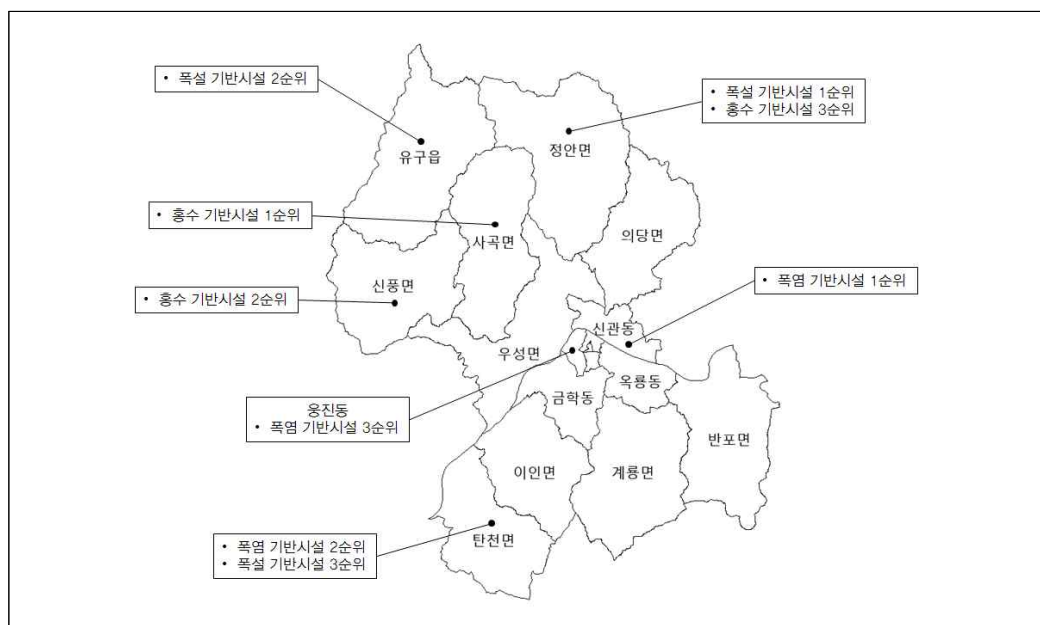 • 폭설 기반시설 2순위
• 폭설 기반시설 1순위
• 홍수 기반시설 3순위
유구읍
정안면
• 홍수 기반시설 1순위
사곡면
의당면
신풍면
• 폭염 기반시설 1순위
• 홍수 기반시설 2순위
신관동
우성면
옥룡동
금학동
웅진동
• 폭염 기반시설 3순위
반포면
이인면
계룡면
탄천면
• 폭염 기반시설 2순위
• 폭설 기반시설 3순위